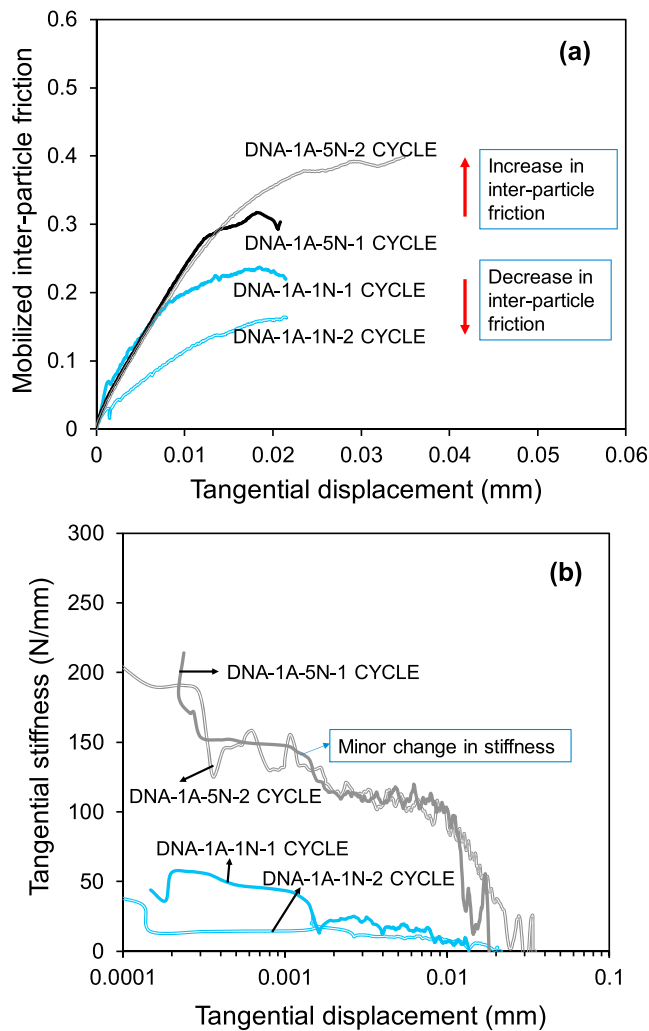 0.6
(a)
0.5
0.4
0.3
0.2
0.1
0
Mobilized inter-particle friction
DNA-1A-5N-2 CYCLE
Increase in
inter-particle
friction
DNA-1A-5N-1 CYCLE
DNA-1A-1N-1 CYCLE
Decrease in
inter-particle
friction
DNA-1A-1N-2 CYCLE
0 0.01 0.02 0.03 0.04 0.05 0.06
Tangential displacement (mm)
300
(b)
250
200
150
100
50
0
Tangential stiffness (N/mm)
DNA-1A-5N-1 CYCLE
Minor change in stiffness
DNA-1A-5N-2 CYCLE
DNA-1A-1N-1 CYCLE
DNA-1A-1N-2 CYCLE
0.0001 0.001 0.01 0.1
Tangential displacement (mm)